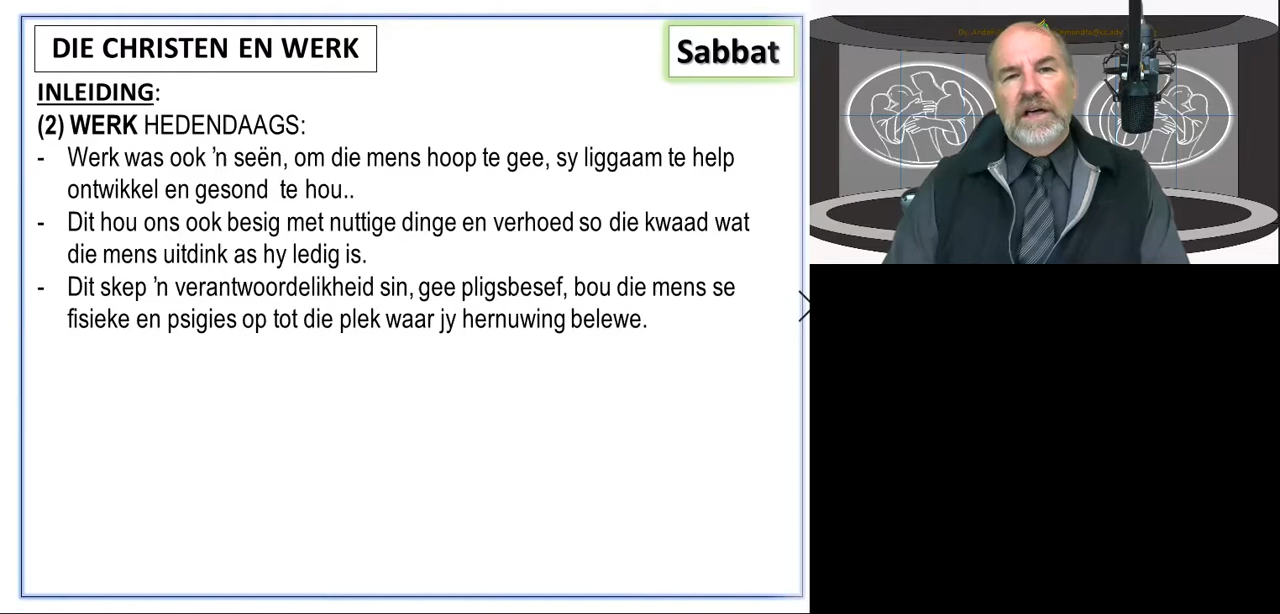 DIE CHRISTEN EN WERK
Sabbat
INLEIDING:
(2) WERK HEDENDAAGS:
- Werk was ook ’n seën, om die mens hoop te gee, sy liggaam te help
ontwikkel en gesond te hou..
- Dit hou ons ook besig met nuttige dinge en verhoed so die kwaad wat
die mens uitdink as hy ledig is.
- Dit skep ’n verantwoordelikheid sin, gee pligsbesef, bou die mens se
fisieke en psigies op tot die plek waar jy hernuwing belewe.